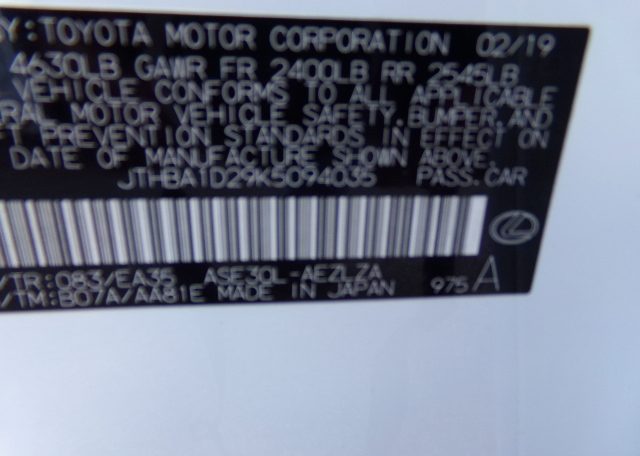 Y:TOYOTA MOTOR CORPORATION 02/19
4630LB GAWR FR 2400LB RR 2545LB
VEHICLE CONFORMS TO ALL APPLICABLE
RAL MOTOR VEHICLE SAFETY,BUMPER,AND
FT PREVENTION STANDARDS IN EFFECT ON
DATE OF MANUFACTURE SHOWN ABOVE.
JTHBA1D29K5094035 PASS.CAR
/TR:083/EA35 ASE30L-AEZLZA
/TM:B07A/AA81E MADE IN JAPAN 975 A